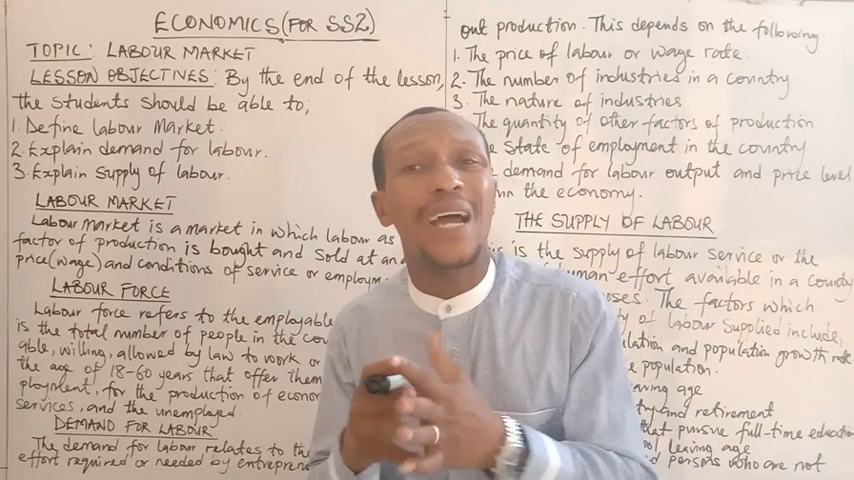 ECONOMICS (FOR SS2)
TOPIC: LABOUR MARKET
LESSON OBJECTIVES: By the end of the lesson,
the students should be able to;
1. Define labour Market.
2. Explain demand for labour.
3. Explain supply of labour.
LABOUR MARKET
Labour market is a market in which labour as
factor of production is bought and sold at an
price (wage) and conditions of service or employm
LABOUR FORCE
Labour force refers to the employable
is the total number of people in the cou
able, willing, allowed by law to work or
the age of 18-60 years that offer them
ployment, for the production of econom
services, and the unemployed.
DEMAND FOR LABOUR
The demand for labour relates to the
effort required or needed by entrepren
out production. This depends on the following
1. The price of labour or wage rate.
2. The number of industries in a country.
3. The nature of industries.
The quantity of other factors of production
state of employment in the country
demand for labour output and price level
in the economy.
THE SUPPLY OF LABOUR
is the supply of labour service or the
human effort available in a country
The factors which
of labour supplied include;
population and population growth rate
population.
leaving age
and retirement
that pursue full-time education
leaving age.
persons who are not